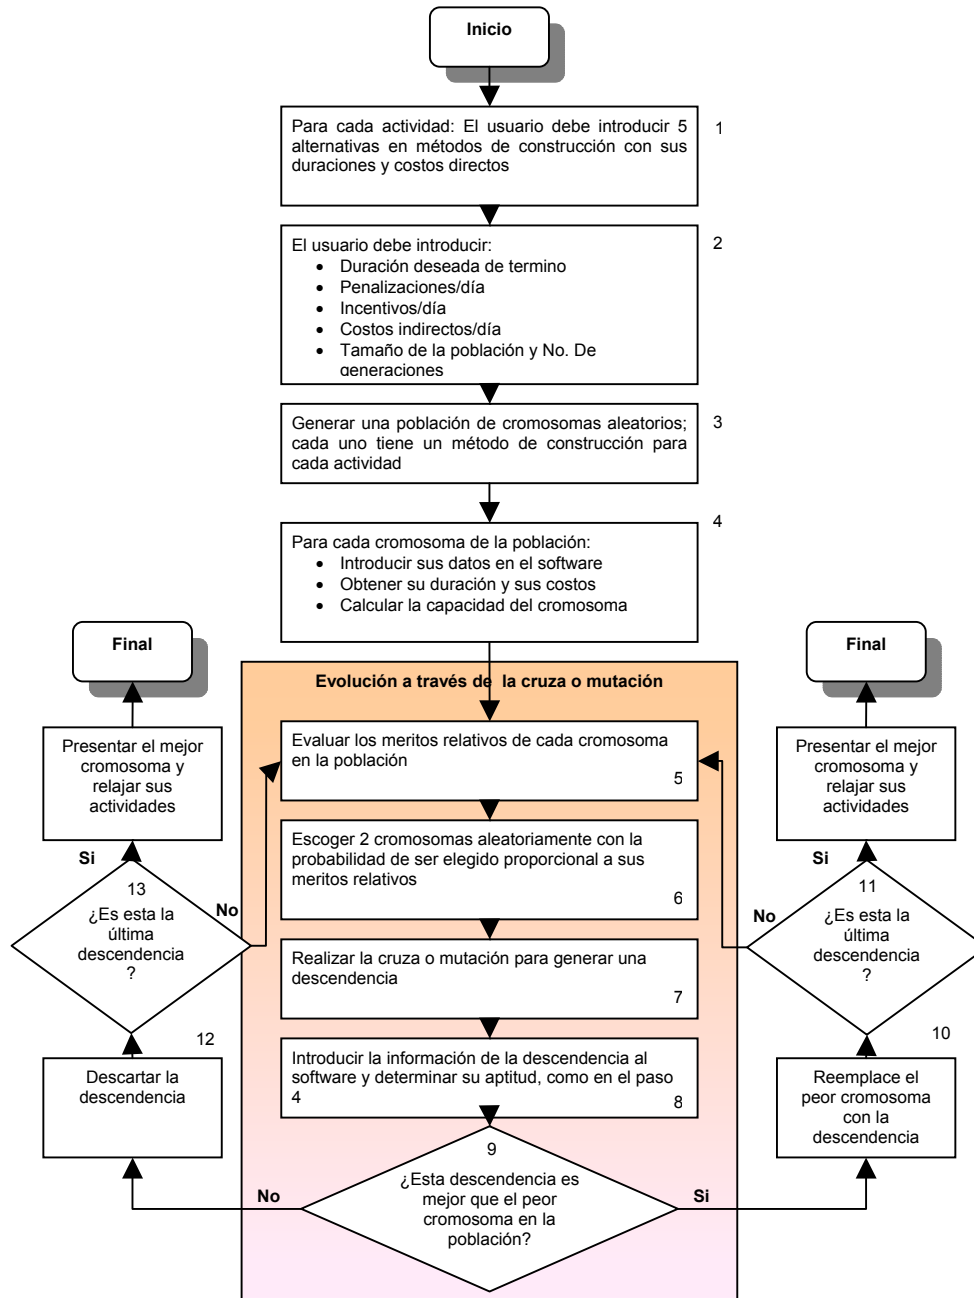 Inicio
Para cada actividad: El usuario debe introducir 5
alternativas en métodos de construcción con sus
duraciones y costos directos
1
El usuario debe introducir:
• Duración deseada de termino
• Penalizaciones/día
• Incentivos/día
• Costos indirectos/día
• Tamaño de la población y No. De
generaciones
2
Generar una población de cromosomas aleatorios;
cada uno tiene un método de construcción para
cada actividad
3
4
Para cada cromosoma de la población:
• Introducir sus datos en el software
• Obtener su duración y sus costos
• Calcular la capacidad del cromosoma
Final
Final
Evolución a través de la cruza o mutación
Presentar el mejor
cromosoma y
relajar sus
actividades
Evaluar los meritos relativos de cada cromosoma
en la población
5
Presentar el mejor
cromosoma y
relajar sus
actividades
Si
Escoger 2 cromosomas aleatoriamente con la
probabilidad de ser elegido proporcional a sus
meritos relativos
6
Si
13
¿Es esta la
última
descendencia
?
No
No
11
¿Es esta la
última
descendencia
?
Realizar la cruza o mutación para generar una
descendencia
7
12
Descartar la
descendencia
Introducir la información de la descendencia al
software y determinar su aptitud, como en el paso
4
8
10
Reemplace el
peor cromosoma
con la
descendencia
9
¿Esta descendencia es
mejor que el peor
cromosoma en la
población?
No
Si